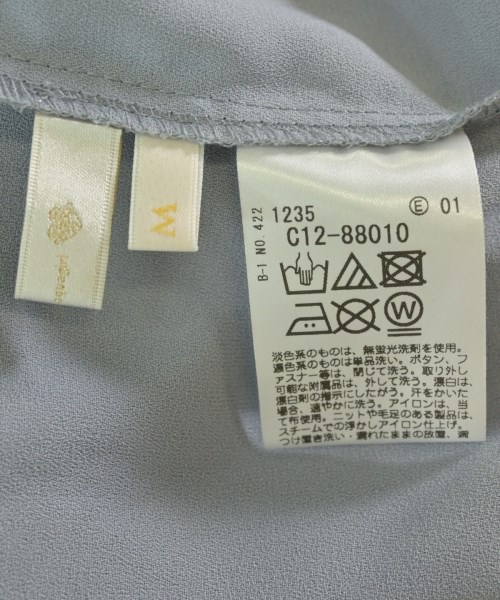 aquagirl
M
B-1 NO.422
1235 Ⓔ 01
C12-88010
W
淡色系のものは、無蛍光洗剤を使用。
濃色系のものは単品洗い。ボタン、フ
ァスナー等は、閉じて洗う。取り外し
可能な附属品は、外して洗う。漂白は、
漂白剤の指示にしたがう。汗をかいた
場合、速やかに洗う。アイロンは、当
て布使用。ニットや毛足のある製品は、
スチームでの浮かしアイロン仕上げ。
つけ置き洗い・濡れたままの放置、